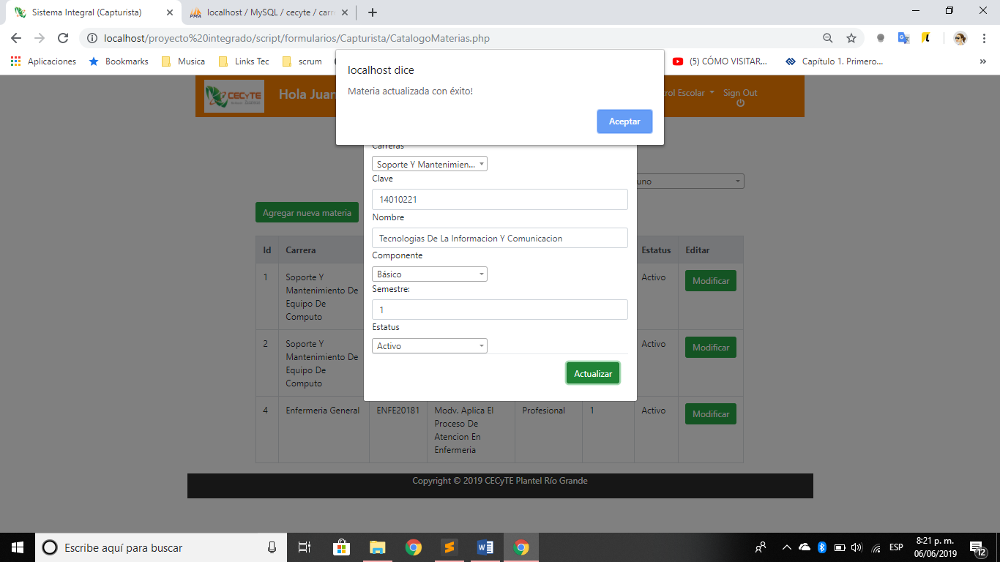 Sistema Integral (Capturista)
localhost / MySQL / cecyte / carr
localhost/proyecto%20integrado/script/formularios/Capturista/CatalogoMaterias.php
Aplicaciones
Bookmarks
Musica
Links Tec
scrum
(5) CÓMO VISITAR...
Capítulo 1. Primero...
»
localhost dice
Materia actualizada con éxito!
Aceptar
CECyTE
Hola Juan
rol Escolar
Sign Out
Carreras
Soporte Y Mantenimien...
uno
Clave
14010221
Agregar nueva materia
Nombre
Tecnologias De La Informacion Y Comunicacion
Componente
Básico
Semestre:
1
Estatus
Activo
Actualizar
Id Carrera Estatus Editar
1 Soporte Y Activo Modificar
Mantenimiento De
Equipo De
Computo
2 Soporte Y Activo Modificar
Mantenimiento De
Equipo De
Computo
4 Enfermeria General ENFE20181 Modv. Aplica El Profesional 1 Activo Modificar
Proceso De
Atencion En
Enfermeria
Copyright © 2019 CECyTE Plantel Río Grande
Escribe aquí para buscar
ESP
8:21 p. m.
06/06/2019
12